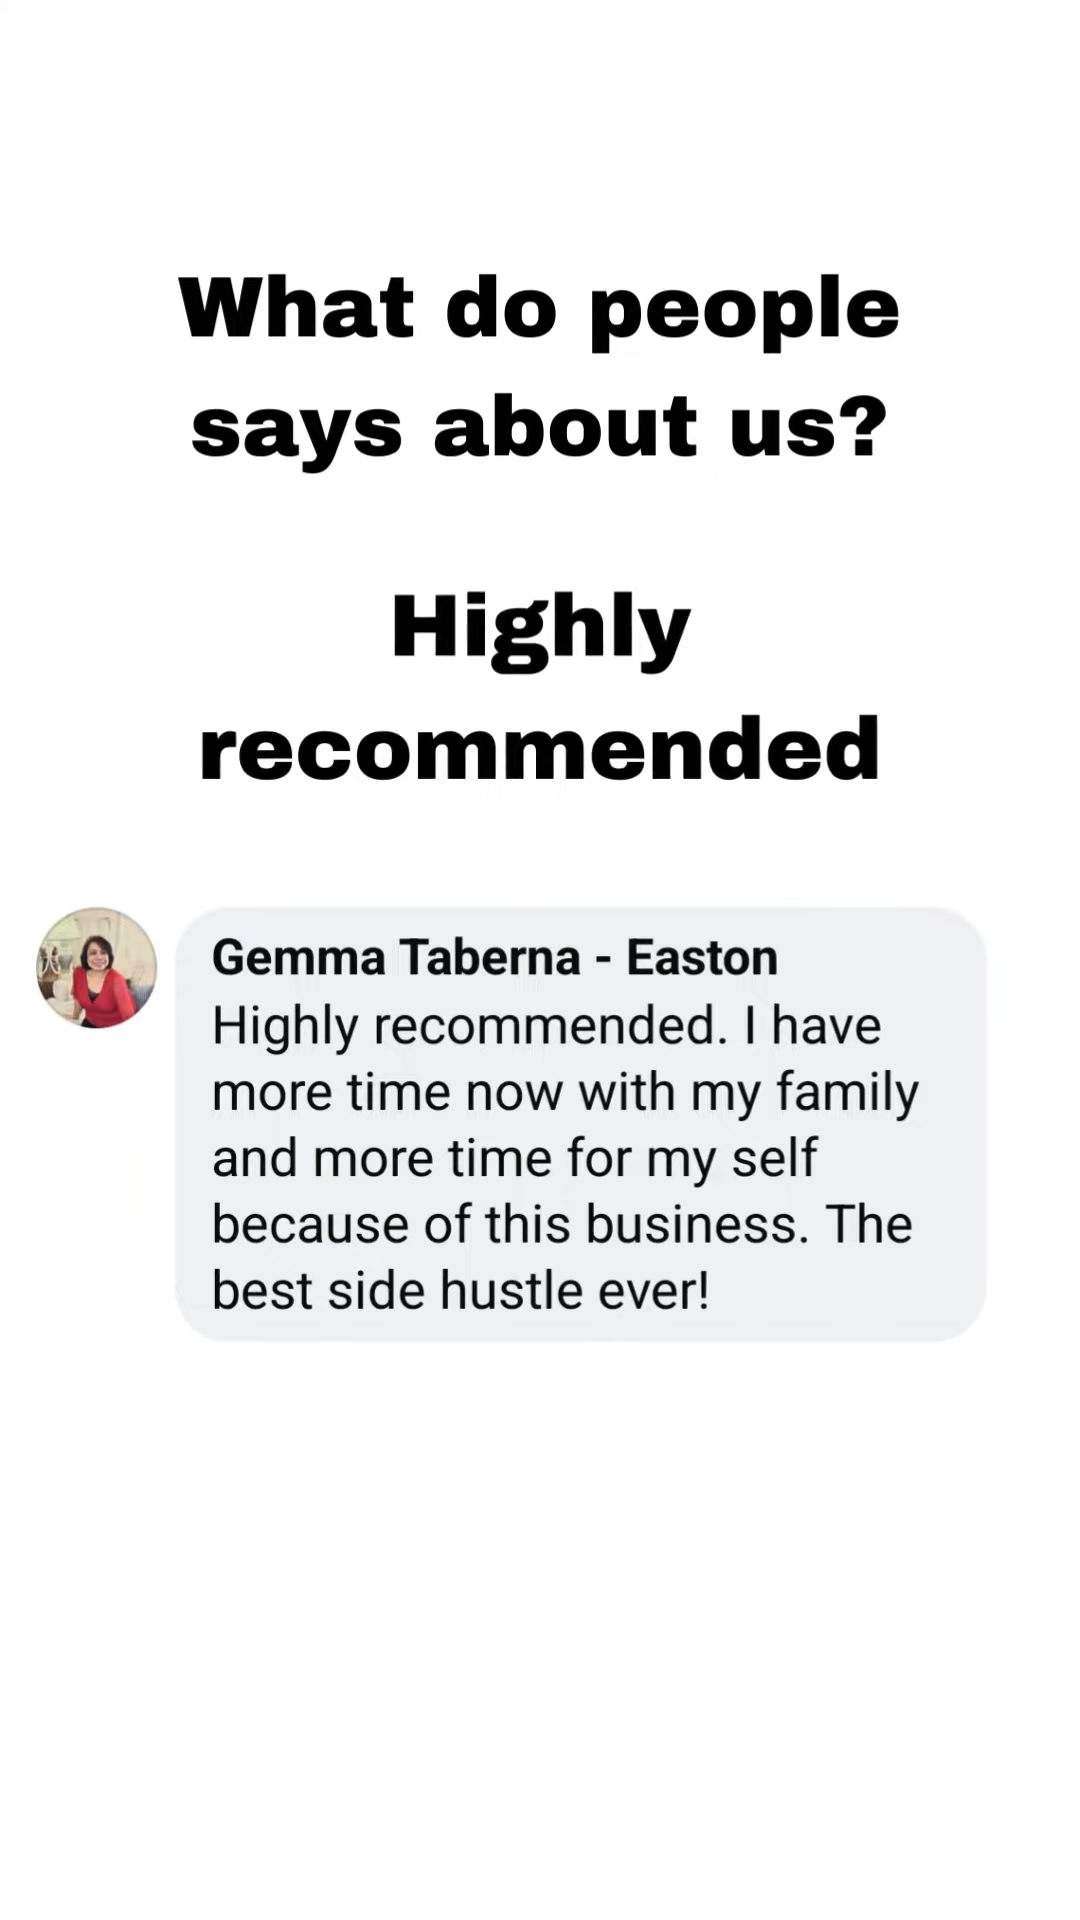 What do people
says about us?
Highly
recommended
Gemma Taberna - Easton
Highly recommended. I have
more time now with my family
and more time for my self
because of this business. The
best side hustle ever!